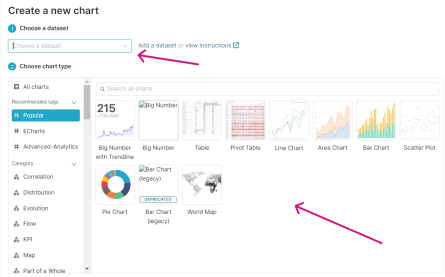 Create a new chart
1 Choose a dataset
Choose a dataset
Add a dataset or view instructions
2 Choose chart type
All charts
Search all charts
Recommended tags
# Popular
# ECharts
# Advanced-Analytics
Category
Correlation
Distribution
Evolution
Flow
KPI
Map
Part of a Whole
215
Big Number
Big Number with Trendline
Big Number
Table
Pivot Table
Line Chart
Area Chart
Bar Chart
Scatter Plot
Bar Chart (legacy)
DEPRECATED
Pie Chart
Bar Chart (legacy)
World Map